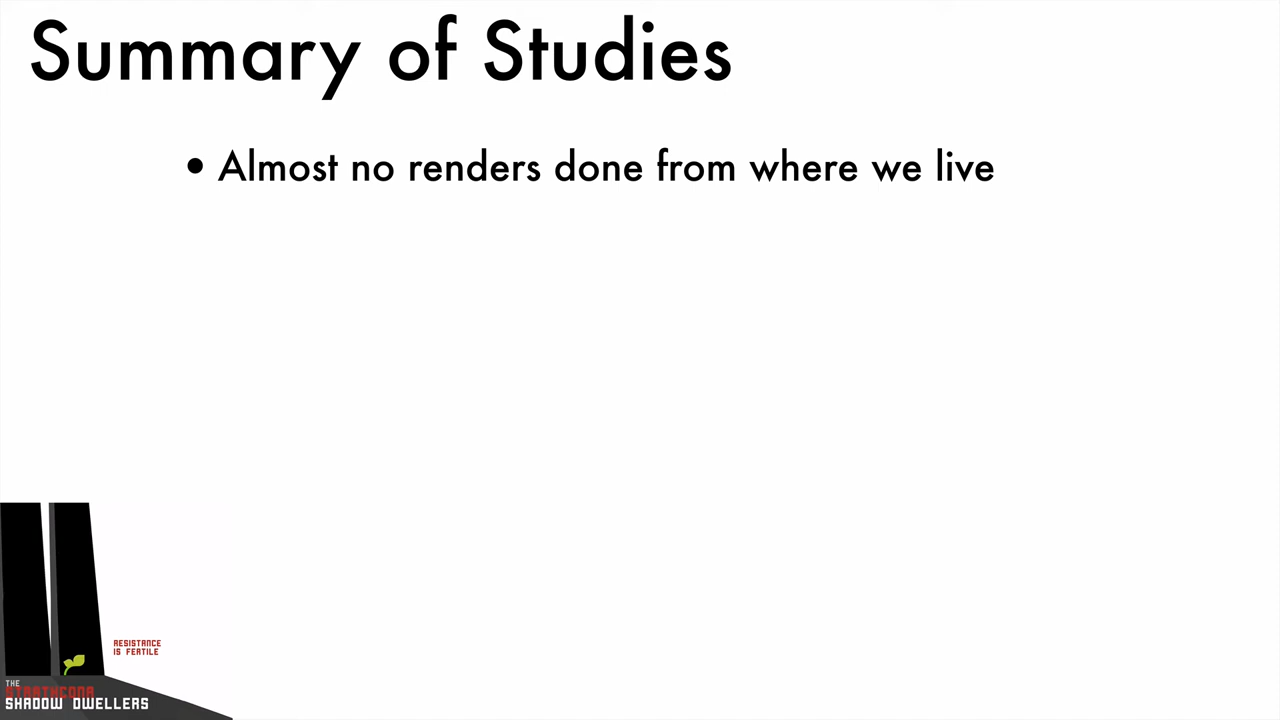 Summary of Studies
• Almost no renders done from where we live
RESISTANCE
IS FERTILE
THE
STRATHCONA
SHADOW DWELLERS